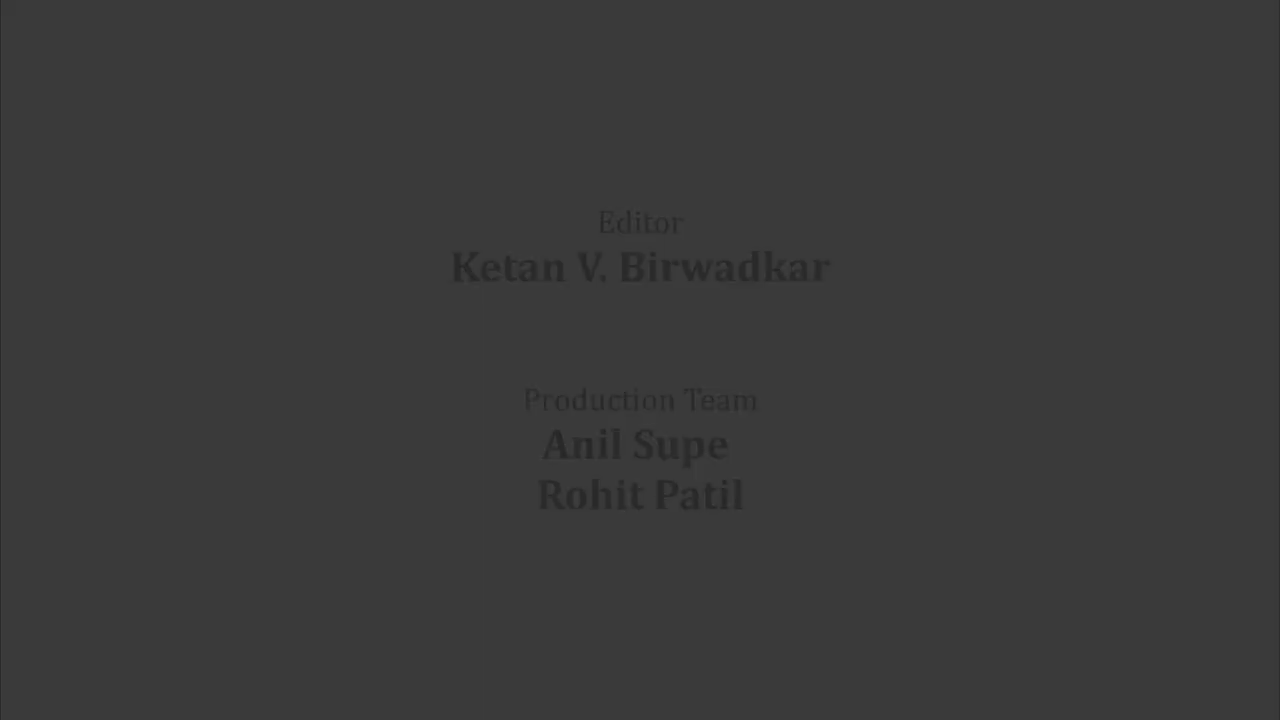 Editor
Ketan V. Birwadkar
Production Team
Anil Supe
Rohit Patil